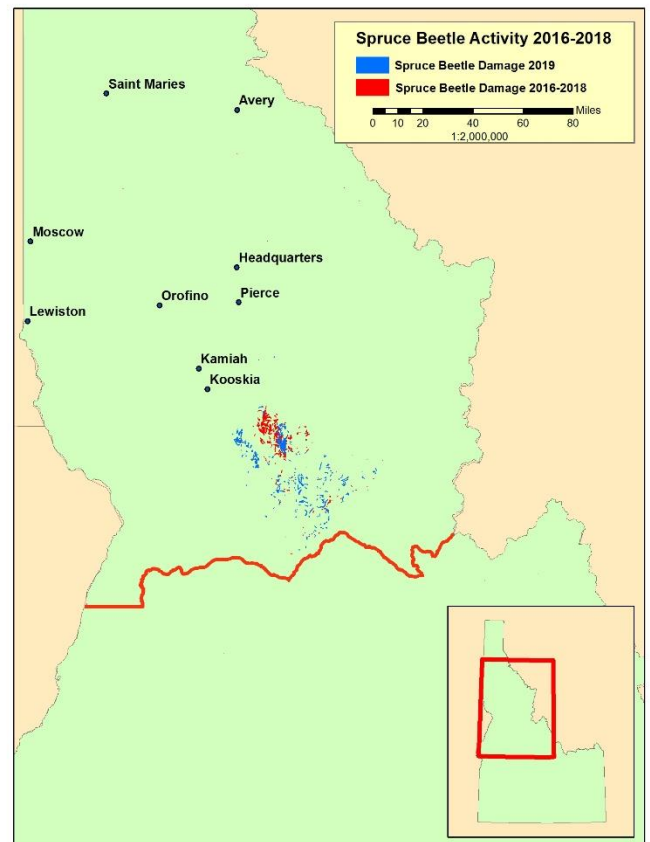 Spruce Beetle Activity 2016-2018
Spruce Beetle Damage 2019
Spruce Beetle Damage 2016-2018
Miles
0 10 20 40 60 80
1:2,000,000
Saint Maries
Avery
Moscow
Headquarters
Orofino
Pierce
Lewiston
Kamiah
Kooskia